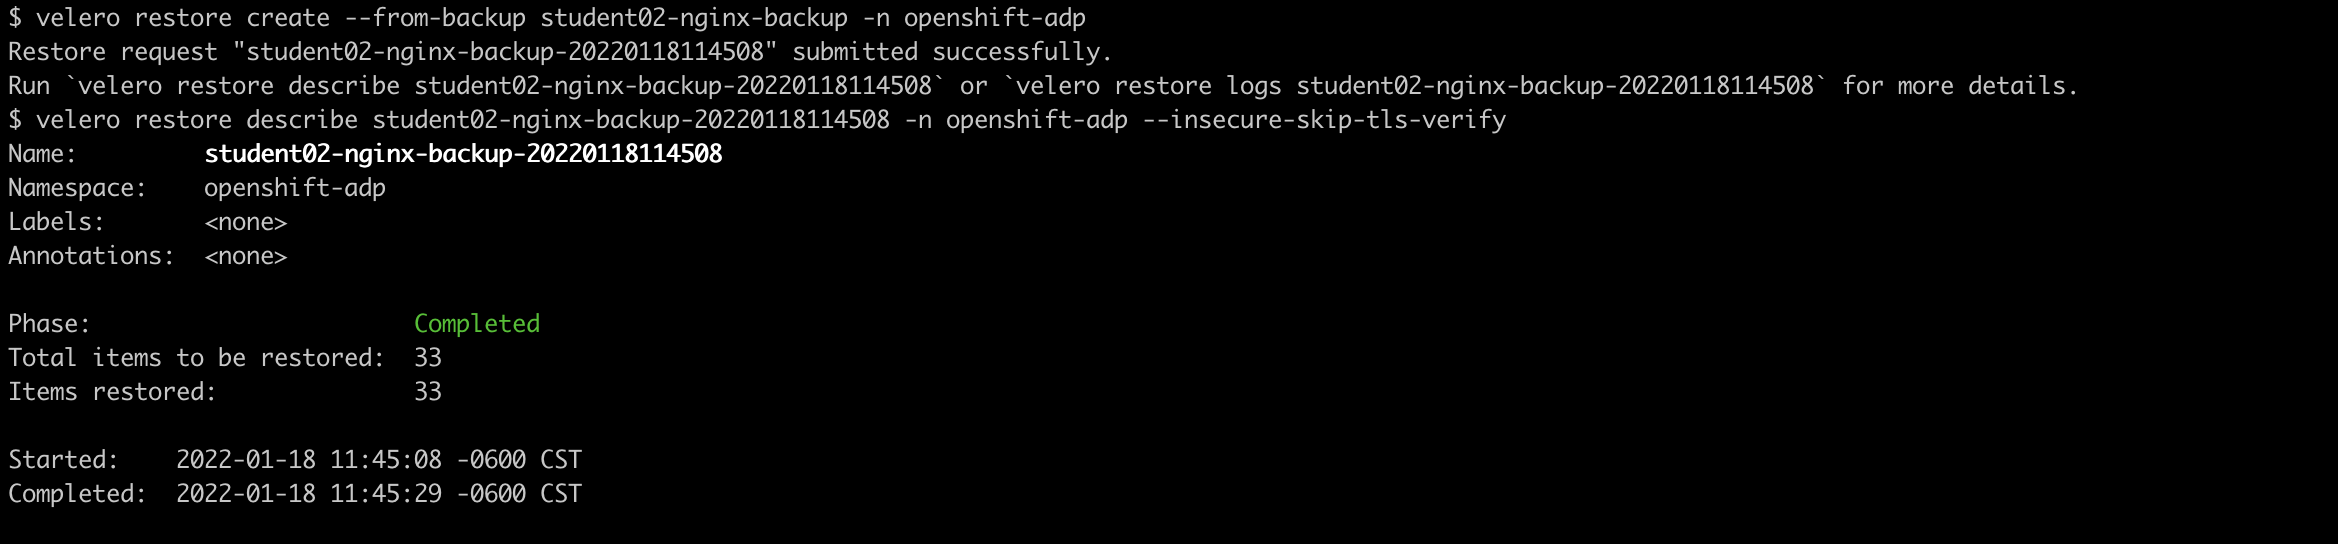 $ velero restore create --from-backup student02-nginx-backup -n openshift-adp
Restore request "student02-nginx-backup-20220118114508" submitted successfully.
Run `velero restore describe student02-nginx-backup-20220118114508` or `velero restore logs student02-nginx-backup-20220118114508` for more details.
$ velero restore describe student02-nginx-backup-20220118114508 -n openshift-adp --insecure-skip-tls-verify
Name:         student02-nginx-backup-20220118114508
Namespace:    openshift-adp
Labels:       <none>
Annotations:  <none>

Phase:                       Completed
Total items to be restored:  33
Items restored:              33

Started:    2022-01-18 11:45:08 -0600 CST
Completed:  2022-01-18 11:45:29 -0600 CST